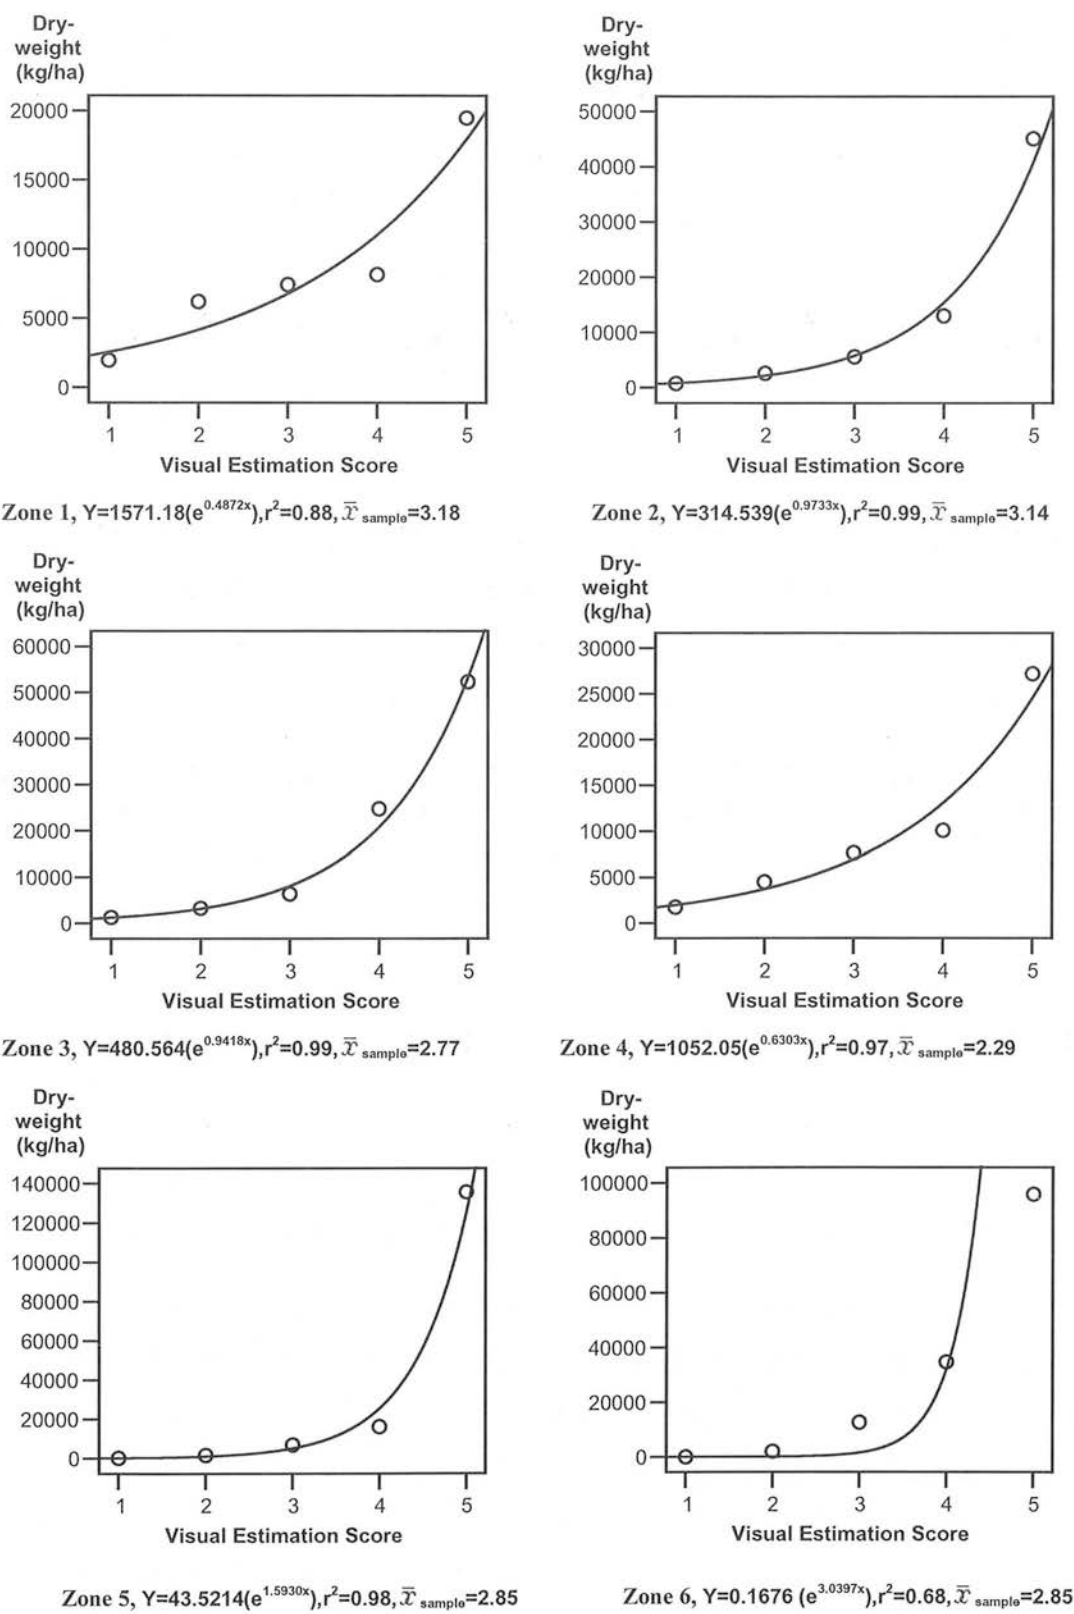 Dry-
weight
(kg/ha)
20000
15000
10000
5000
0
1 2 3 4 5
Visual Estimation Score
Zone 1, Y=1571.18(e^0.4872x),r²=0.88, x̅ sample=3.18
Dry-
weight
(kg/ha)
50000
40000
30000
20000
10000
0
1 2 3 4 5
Visual Estimation Score
Zone 2, Y=314.539(e^0.9733x),r²=0.99, x̅ sample=3.14
Dry-
weight
(kg/ha)
60000
50000
40000
30000
20000
10000
0
1 2 3 4 5
Visual Estimation Score
Zone 3, Y=480.564(e^0.9418x),r²=0.99, x̅ sample=2.77
Dry-
weight
(kg/ha)
30000
25000
20000
15000
10000
5000
0
1 2 3 4 5
Visual Estimation Score
Zone 4, Y=1052.05(e^0.6303x),r²=0.97, x̅ sample=2.29
Dry-
weight
(kg/ha)
140000
120000
100000
80000
60000
40000
20000
0
1 2 3 4 5
Visual Estimation Score
Zone 5, Y=43.5214(e^1.5930x),r²=0.98, x̅ sample=2.85
Dry-
weight
(kg/ha)
100000
80000
60000
40000
20000
0
1 2 3 4 5
Visual Estimation Score
Zone 6, Y=0.1676 (e^3.0397x),r²=0.68, x̅ sample=2.85